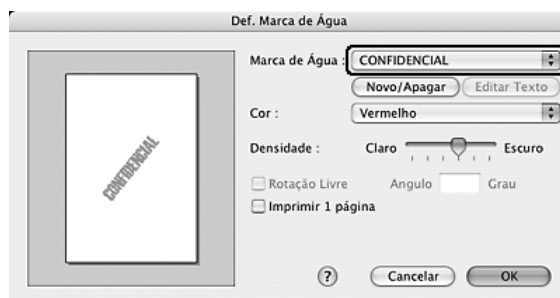 Def. Marca de Água
Marca de Água : CONFIDENCIAL
Novo/Apagar Editar Texto
Cor : Vermelho
Densidade : Claro Escuro
CONFIDENCIAL
Rotação Livre Angulo Grau
Imprimir 1 página
? Cancelar OK